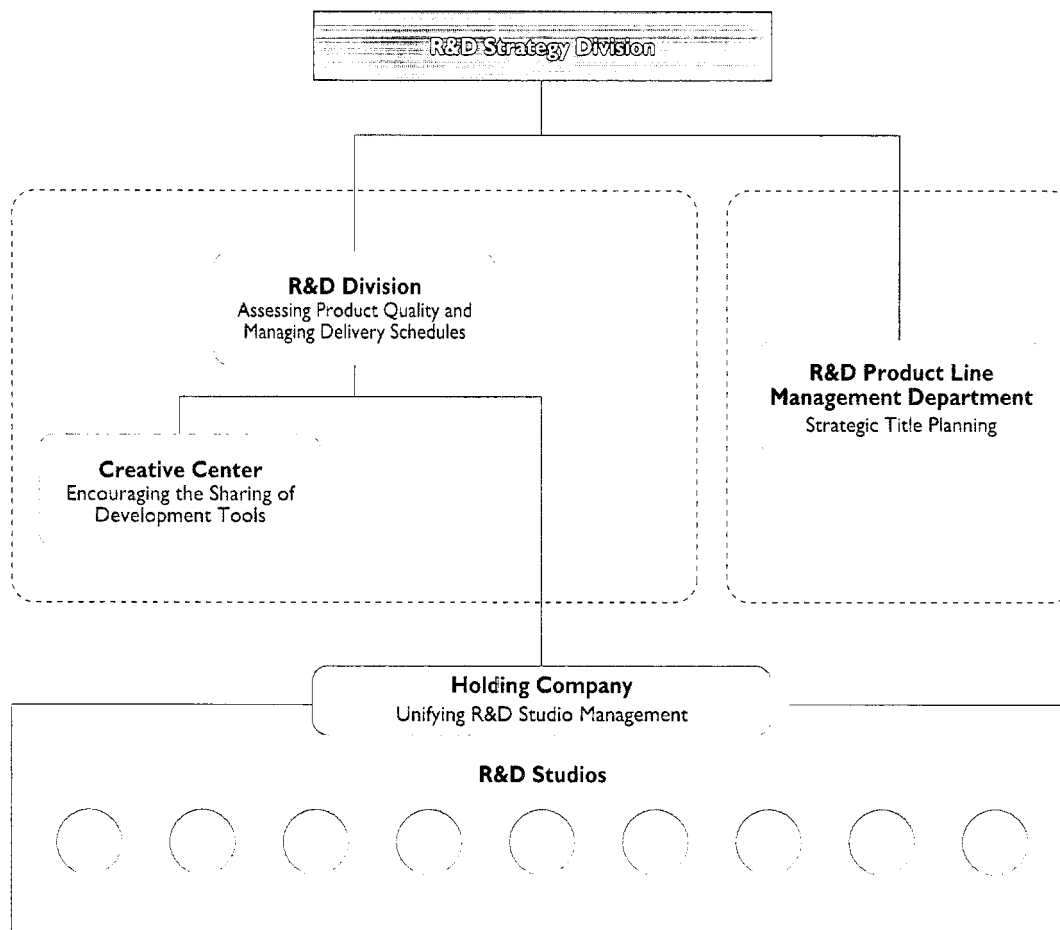 R&D Strategy Division
R&D Division
Assessing Product Quality and
Managing Delivery Schedules
R&D Product Line
Management Department
Strategic Title Planning
Creative Center
Encouraging the Sharing of
Development Tools
Holding Company
Unifying R&D Studio Management
R&D Studios